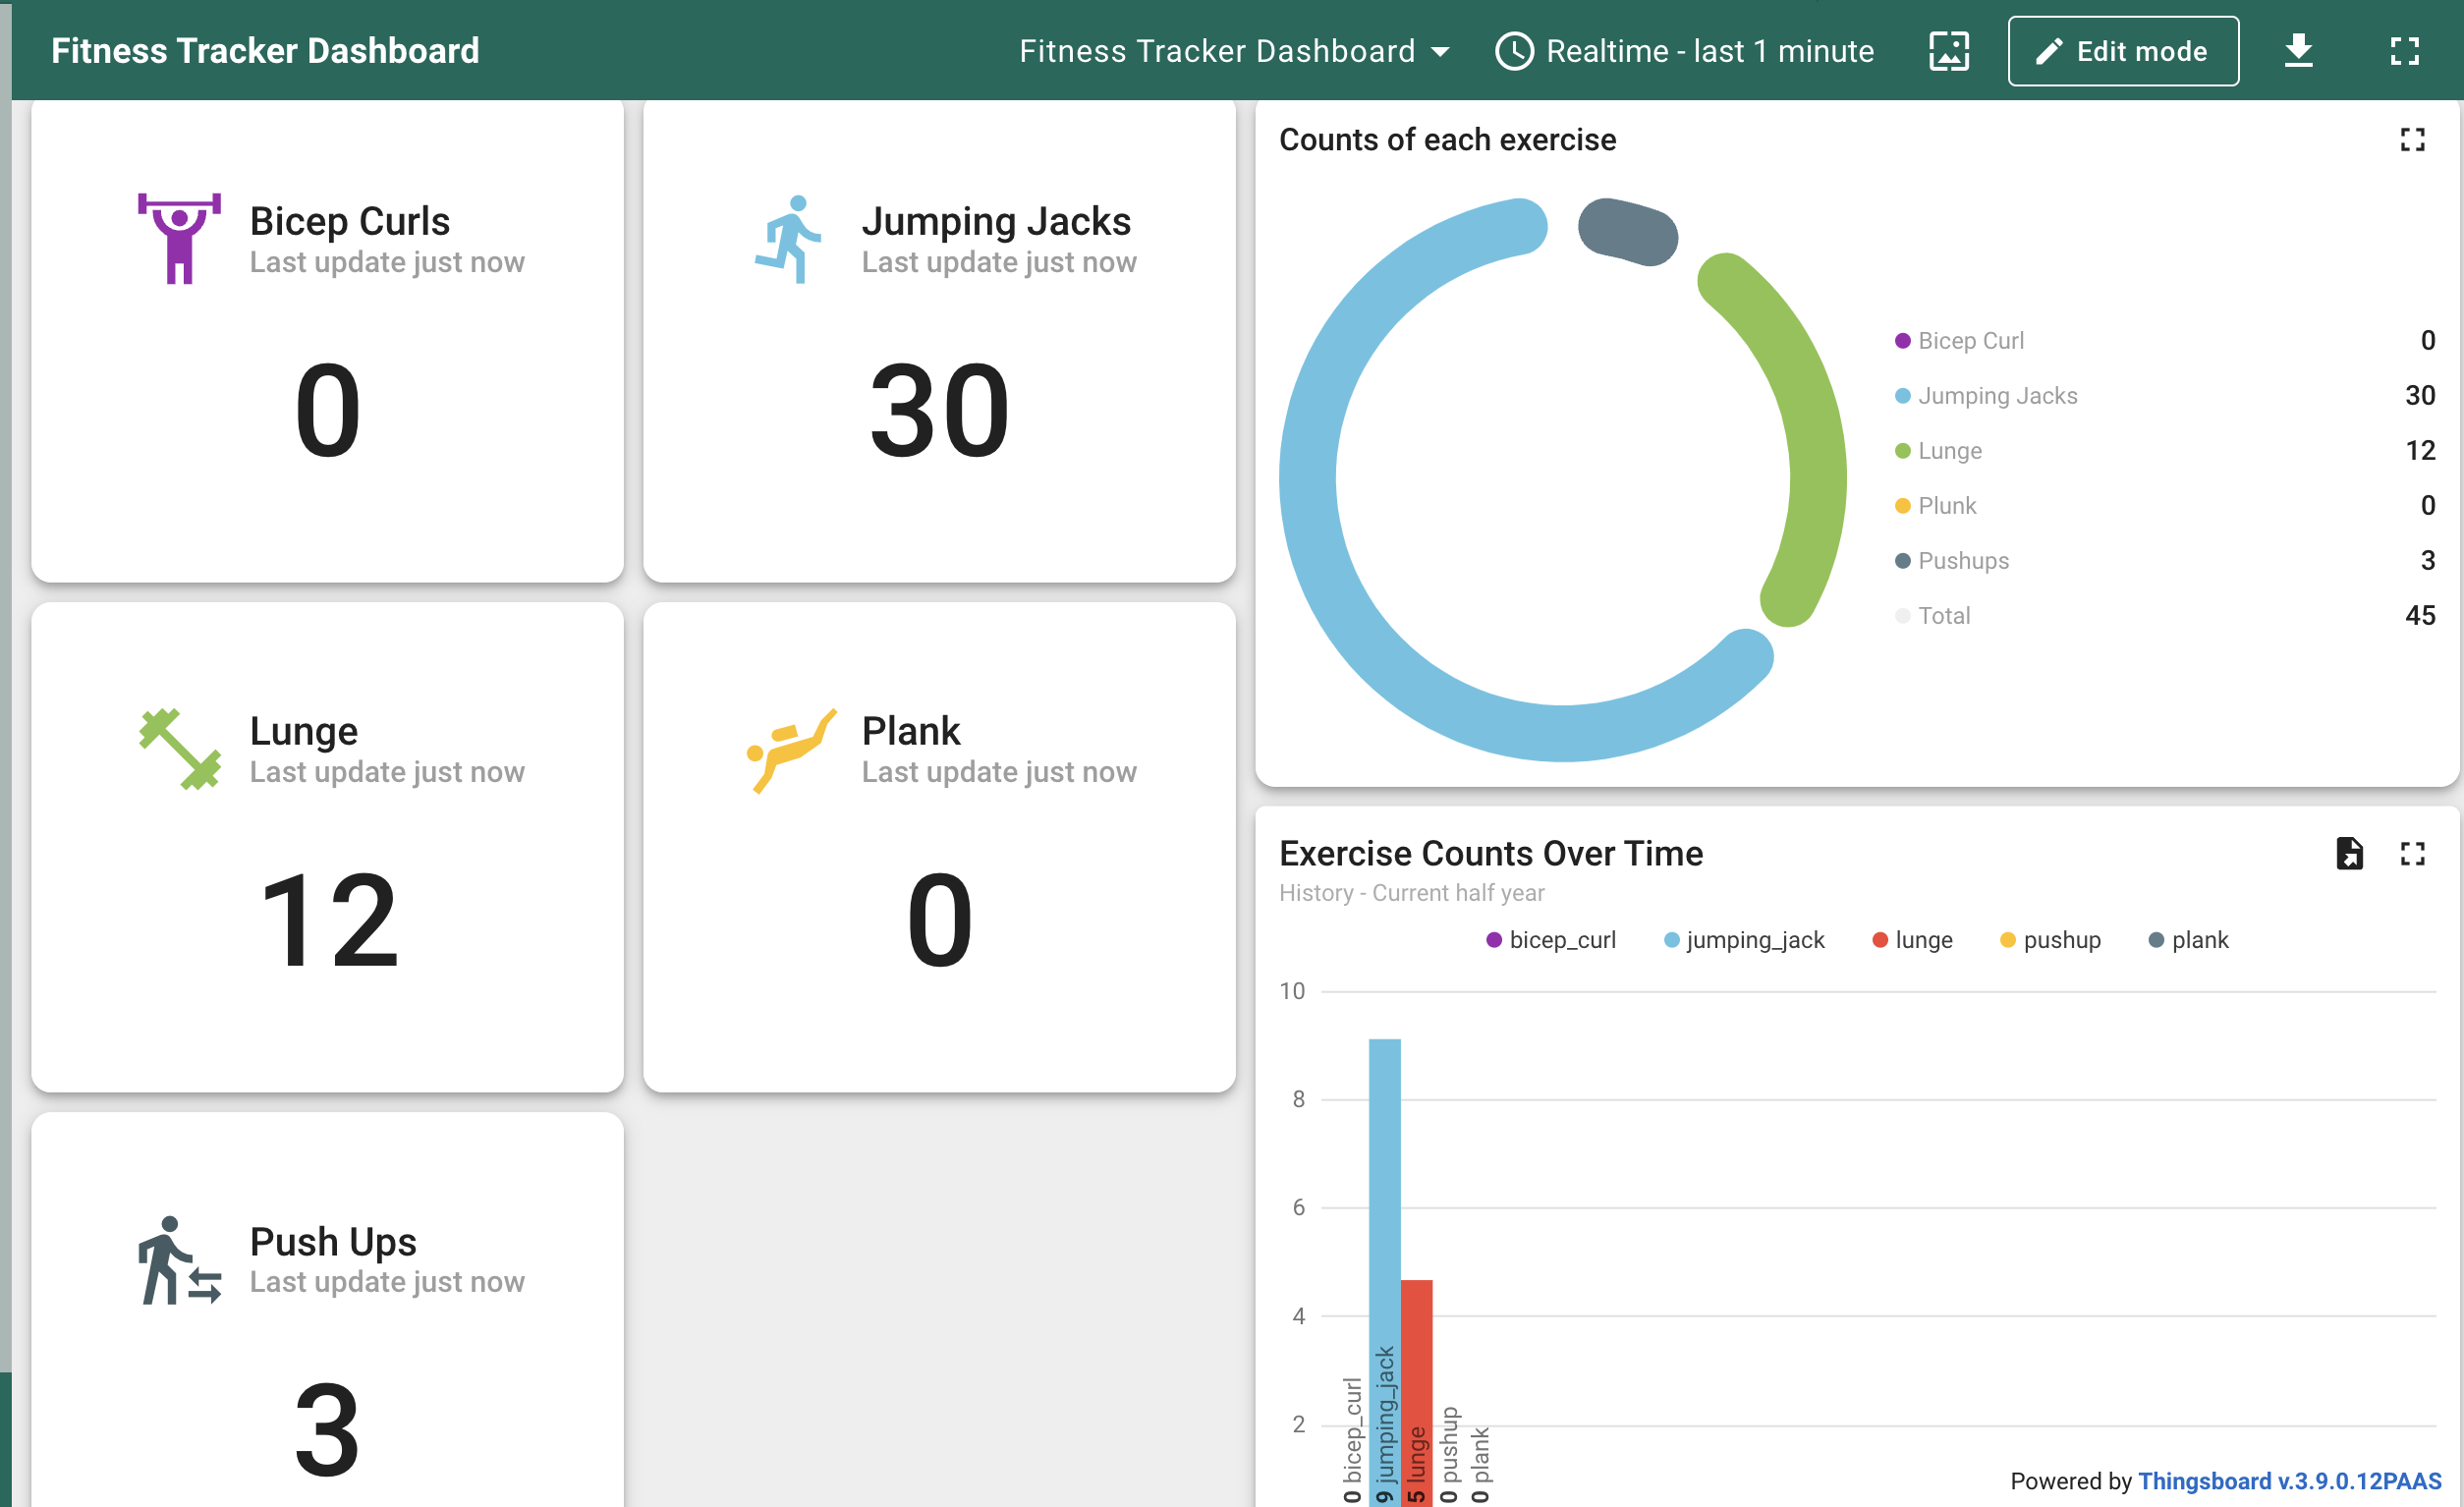 Fitness Tracker Dashboard
Fitness Tracker Dashboard
Realtime - last 1 minute
Edit mode
Bicep Curls
Last update just now
0
Jumping Jacks
Last update just now
30
Lunge
Last update just now
12
Plank
Last update just now
0
Push Ups
Last update just now
3
Counts of each exercise
Bicep Curl 0
Jumping Jacks 30
Lunge 12
Plunk 0
Pushups 3
Total 45
Exercise Counts Over Time
History - Current half year
bicep_curl jumping_jack lunge pushup plank
10
8
6
4
2
0 bicep_curl
9 jumping_jack
5 lunge
0 pushup
0 plank
Powered by Thingsboard v.3.9.0.12PAAS